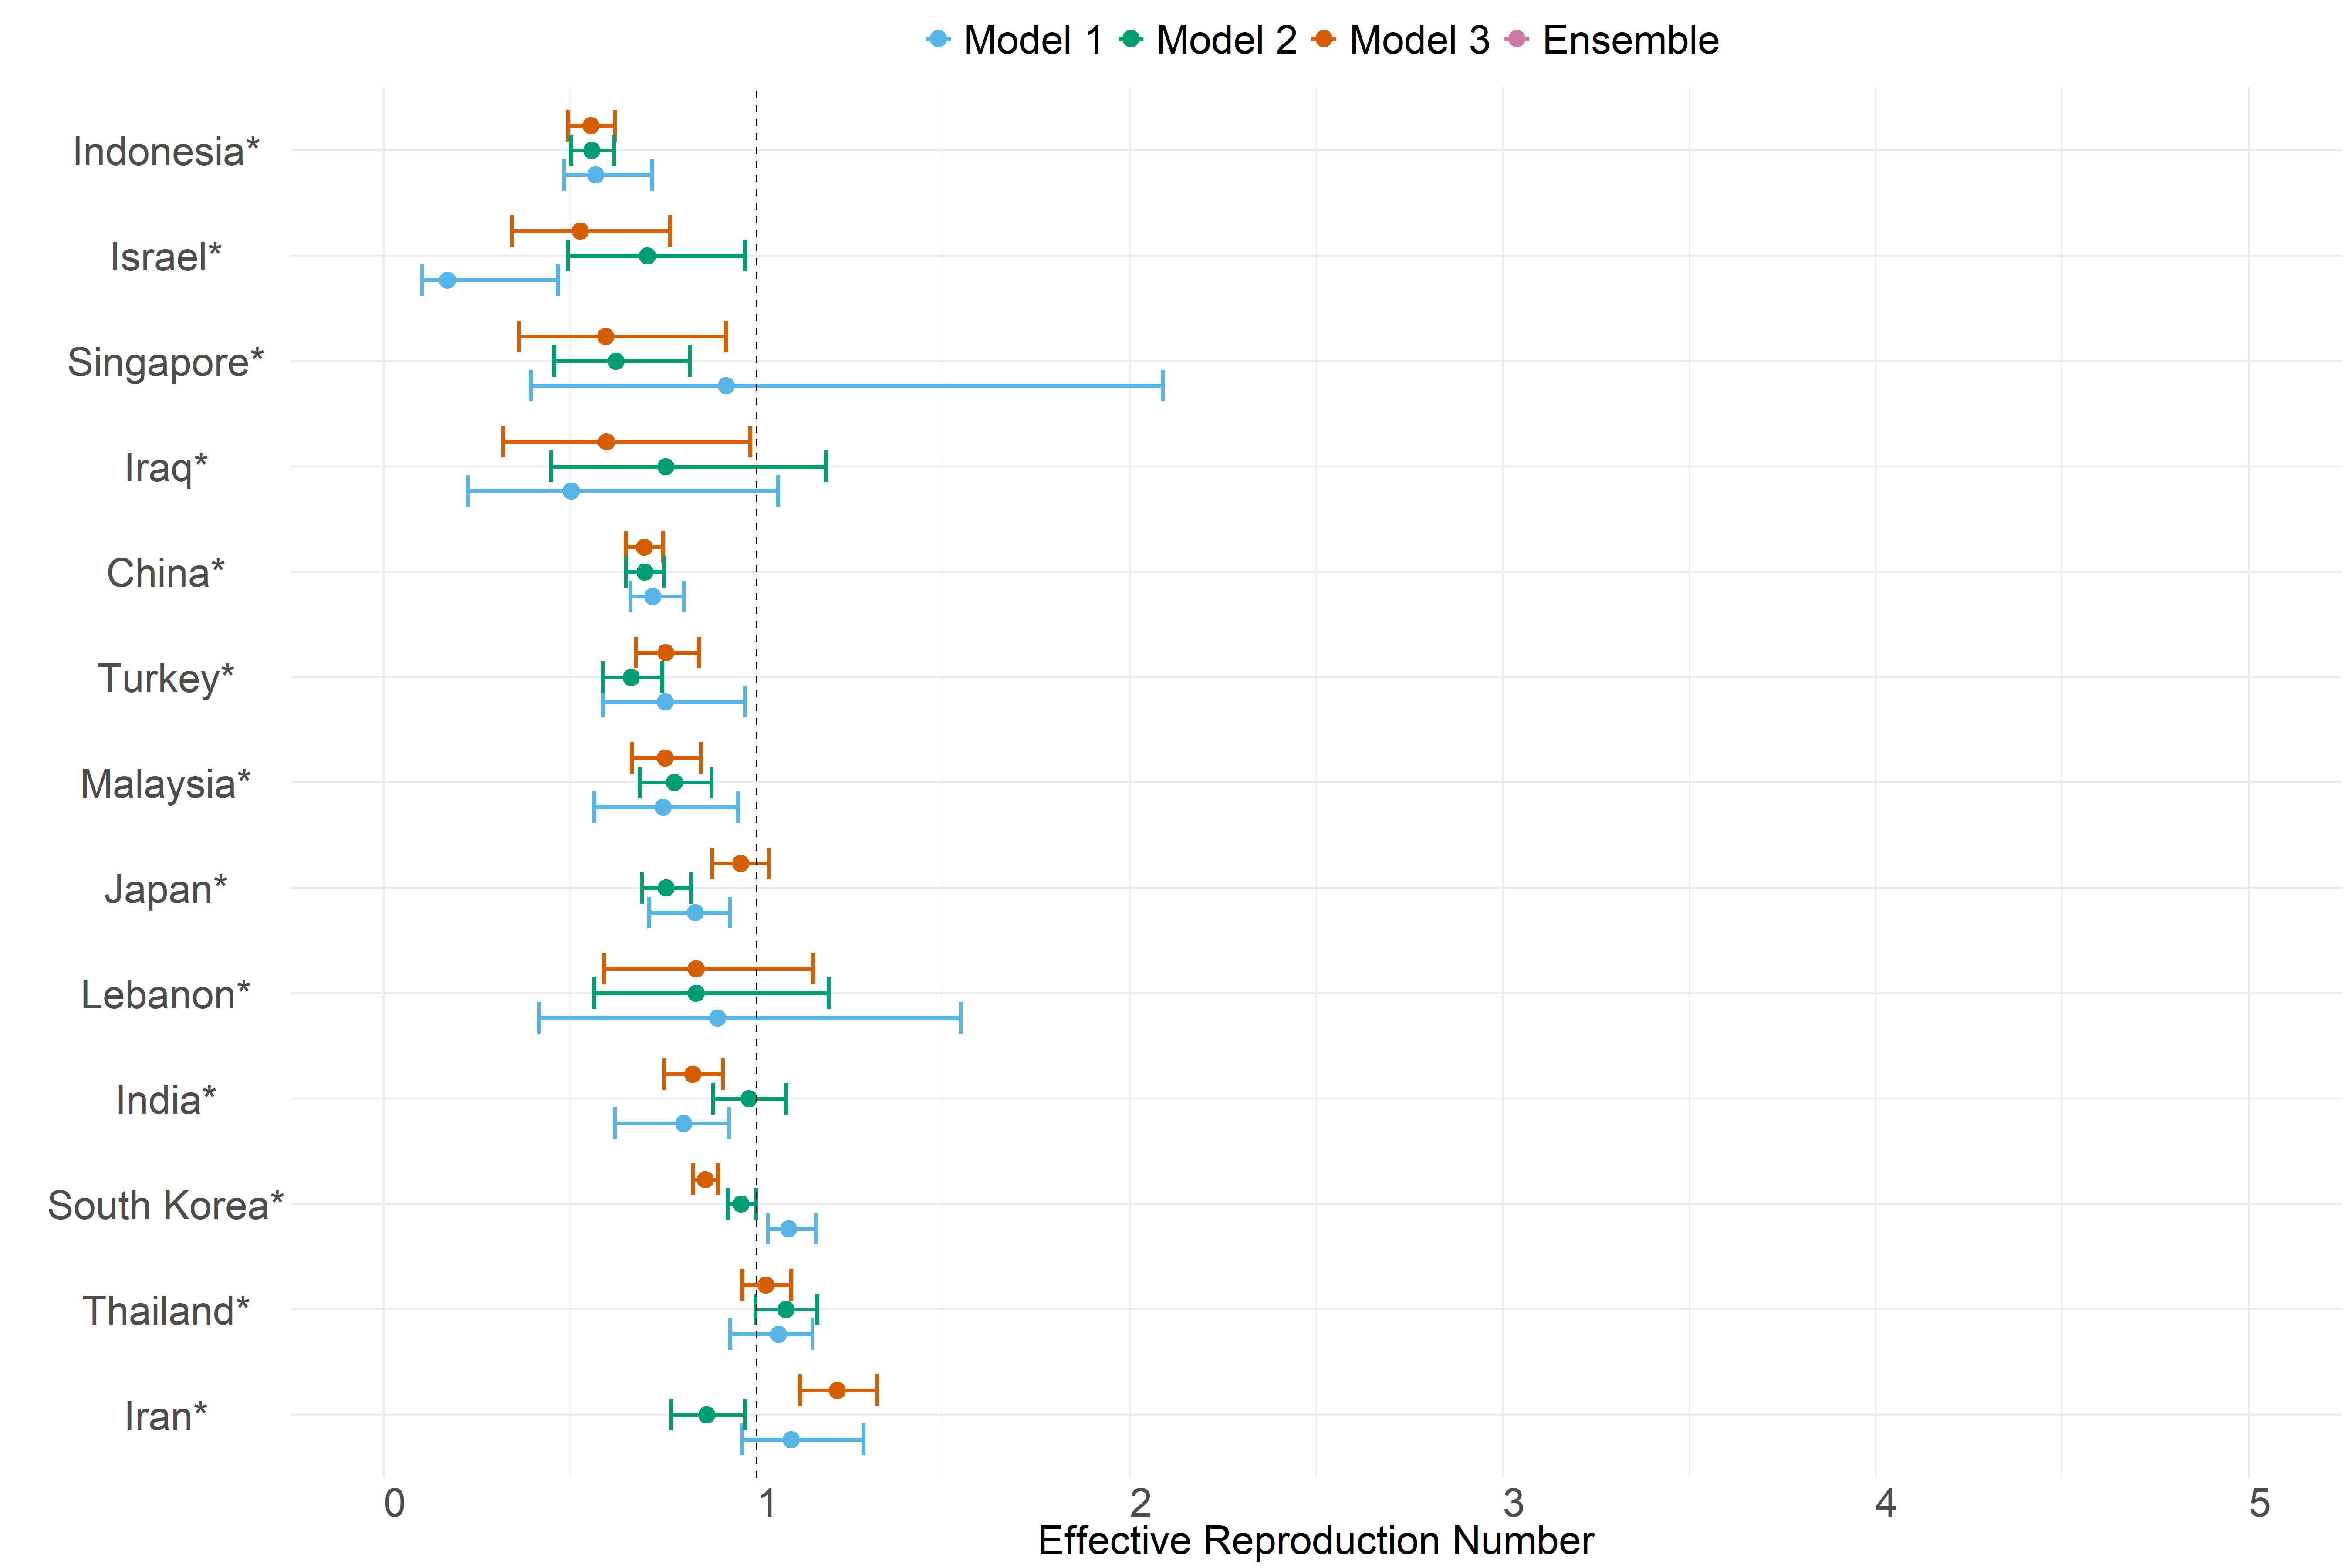 Model 1 Model 2 Model 3 Ensemble
Indonesia*
Israel*
Singapore*
Iraq*
China*
Turkey*
Malaysia*
Japan*
Lebanon*
India*
South Korea*
Thailand*
Iran*
0 1 2 3 4 5
Effective Reproduction Number